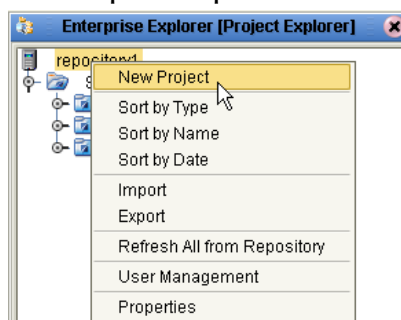 Enterprise Explorer [Project Explorer]
repository1
New Project
Sort by Type
Sort by Name
Sort by Date
Import
Export
Refresh All from Repository
User Management
Properties